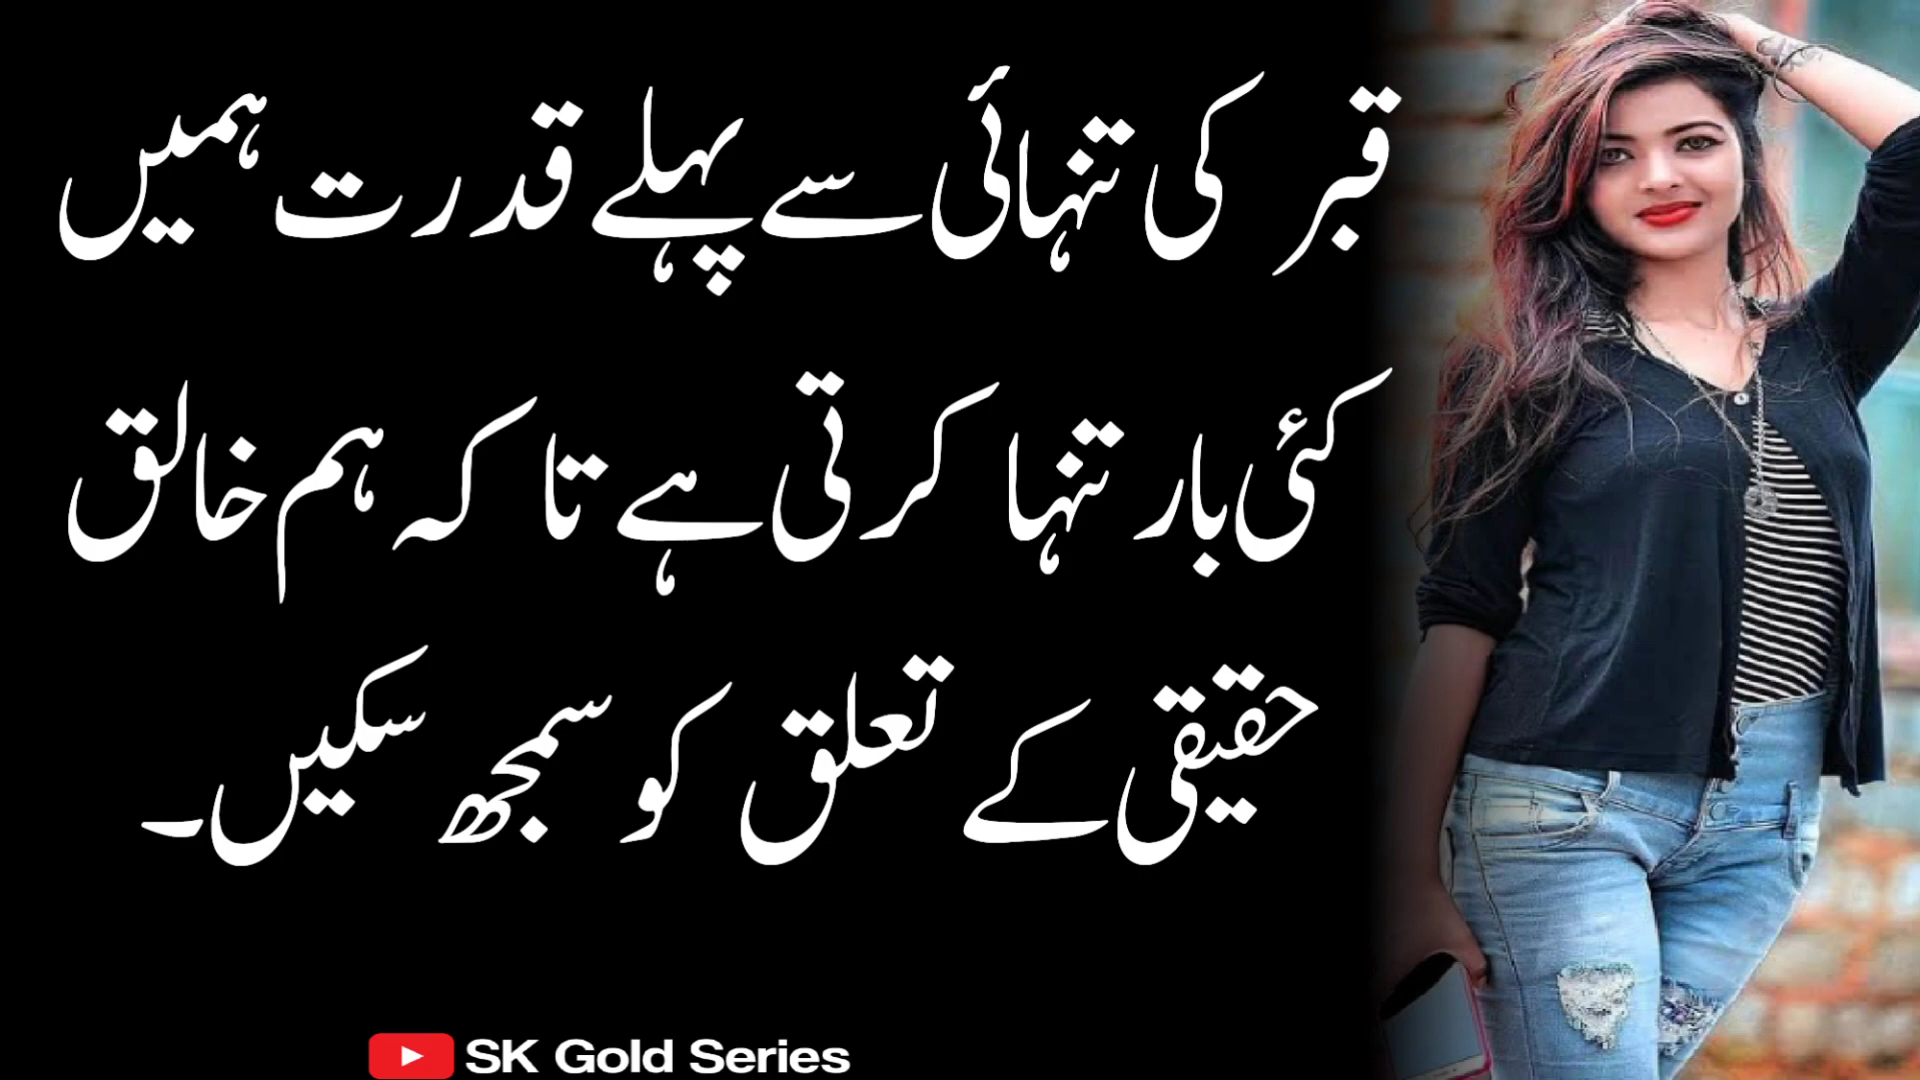 قبر کی تنہائی سے پہلے قدرت ہمیں
کئی بار تنہا کرتی ہے تاکہ ہم خالق
حقیقی کے تعلق کو سمجھ سکیں۔
SK Gold Series